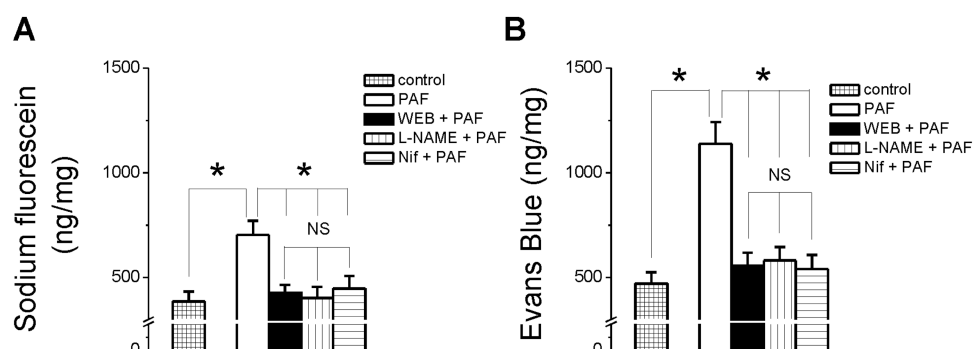 A
Sodium fluorescein
(ng/mg)
1500
1000
500
0
control
PAF
WEB + PAF
L-NAME + PAF
Nif + PAF
*
*
NS
B
Evans Blue (ng/mg)
1500
1000
500
0
control
PAF
WEB + PAF
L-NAME + PAF
Nif + PAF
*
*
NS